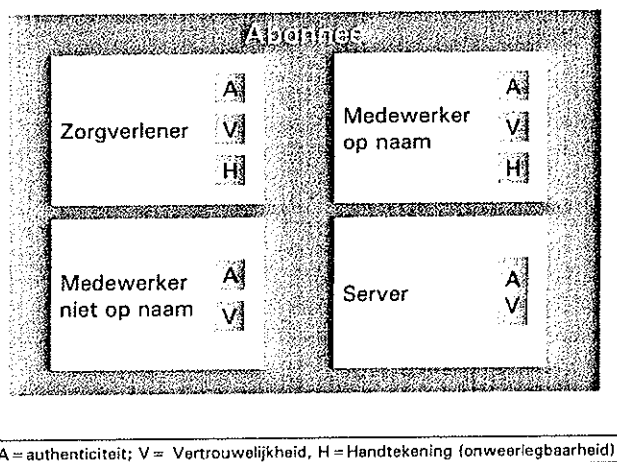 Abonnee
Zorgverlener
A
V
H
Medewerker
op naam
A
V
H
Medewerker
niet op naam
A
V
Server
A
V
A = authenticiteit; V = Vertrouwelijkheid, H = Handtekening (onweerlegbaarheid)